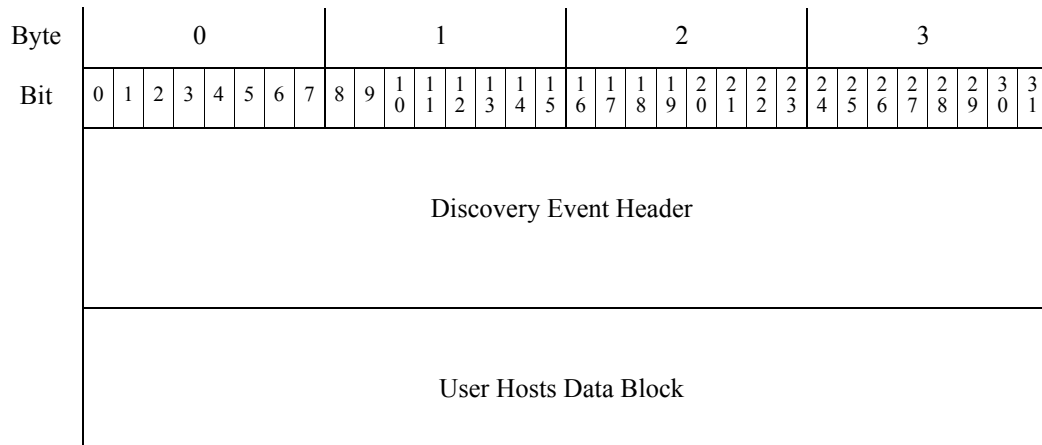 Byte 0 1 2 3
Bit 0 1 2 3 4 5 6 7 8 9 10 11 12 13 14 15 16 17 18 19 20 21 22 23 24 25 26 27 28 29 30 31
Discovery Event Header
User Hosts Data Block